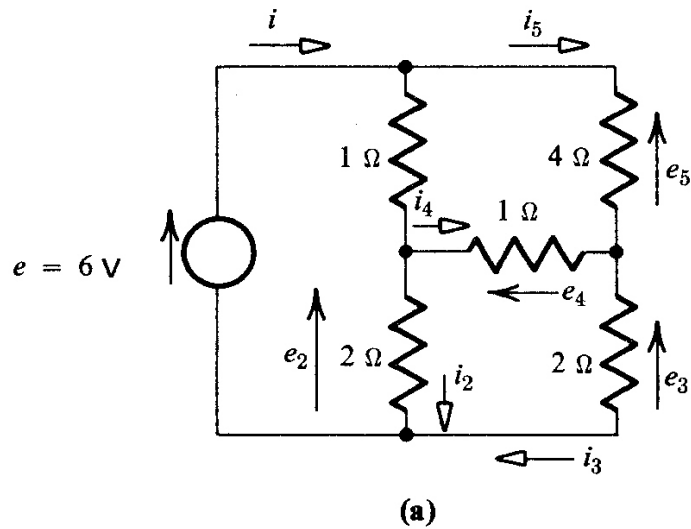 i i₅
1 Ω 4 Ω e₅
i₄ 1 Ω
e = 6 V
e₄
e₂ 2 Ω i₂ 2 Ω e₃
i₃
(a)